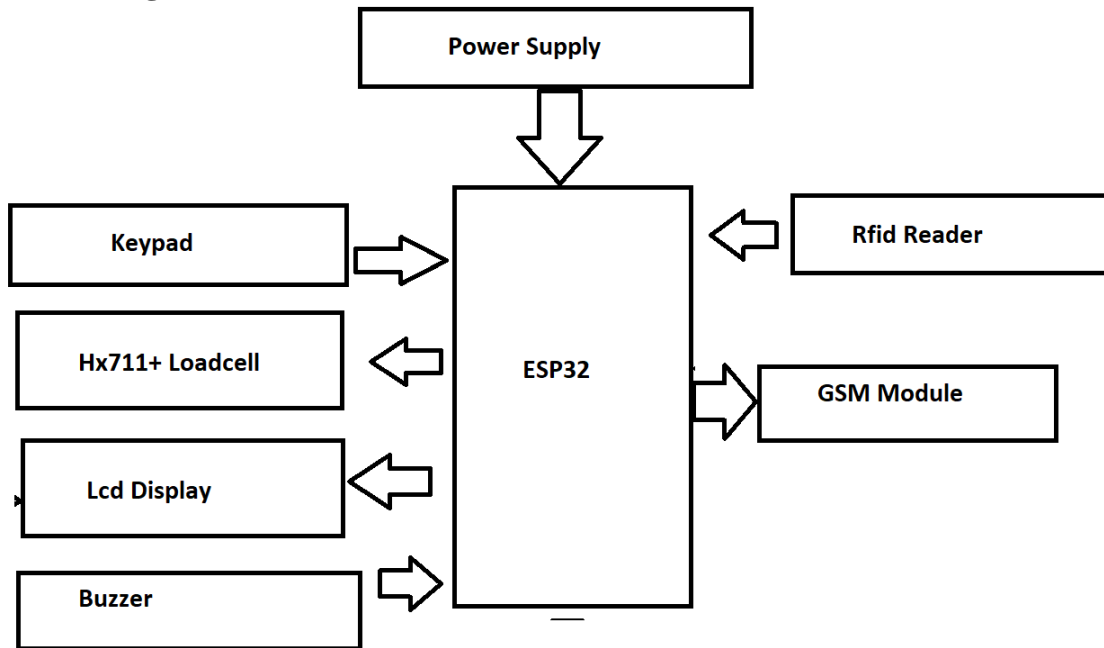 Power Supply
Keypad
Rfid Reader
Hx711+ Loadcell
ESP32
GSM Module
Lcd Display
Buzzer